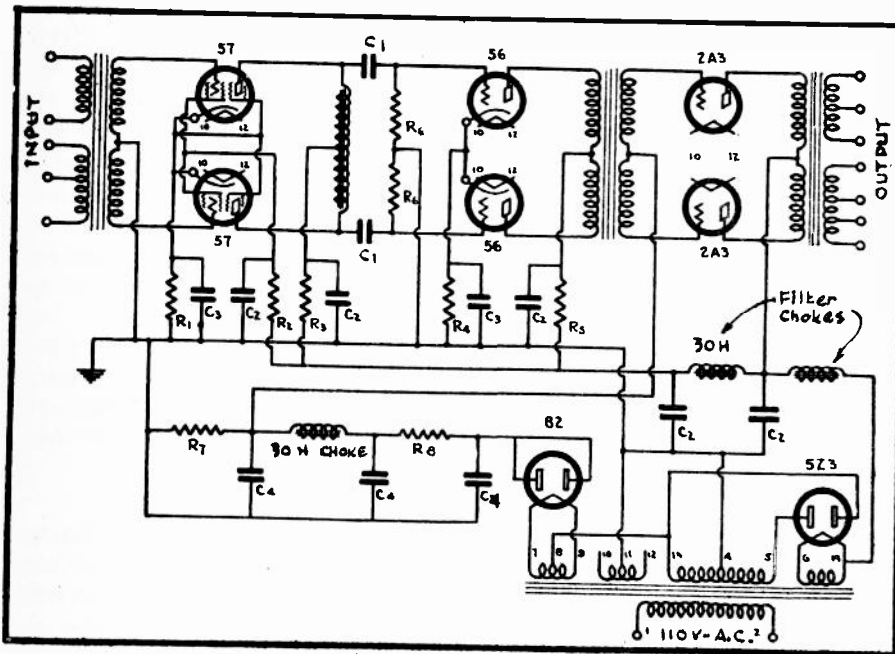 57
C1
56
2A3
INPUT
10 12
10 12
R6
R6
10 12
10 12
10 12
OUTPUT
57
C1
56
2A3
Filter
Chokes
R1
C3
C2
R2
R3
C2
R4
C3
C2
R5
30H
C2
C2
R7
30 H CHOKE
R8
82
5Z3
C4
C4
C4
7 8 9
10 11 12
14 4 5
6 19
1 110V-A.C. 2